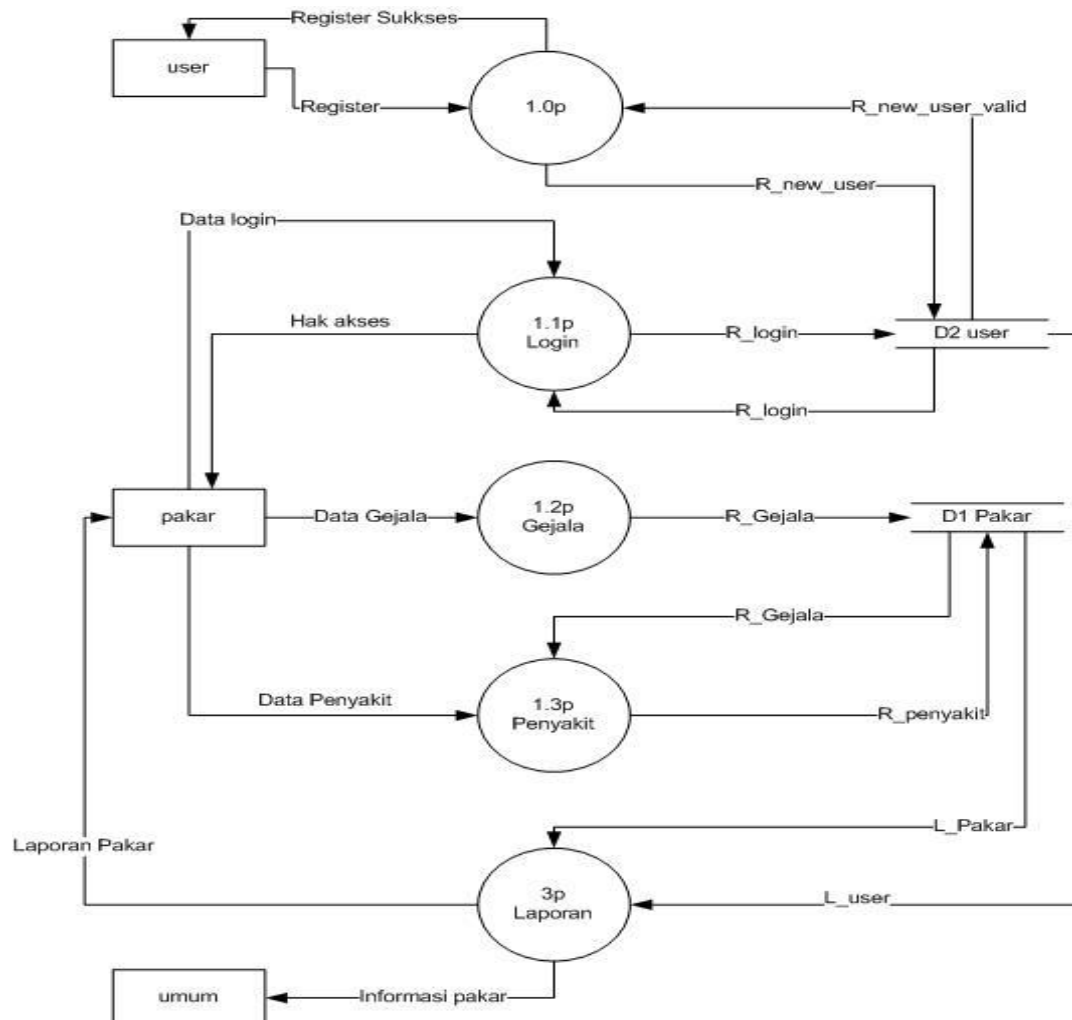 Register Sukkses
user
Register
1.0p
R_new_user_valid
R_new_user
Data login
Hak akses
1.1p
Login
R_login
D2 user
R_login
pakar
Data Gejala
1.2p
Gejala
R_Gejala
D1 Pakar
R_Gejala
Data Penyakit
1.3p
Penyakit
R_penyakit
L_Pakar
Laporan Pakar
3p
Laporan
L_user
umum
Informasi pakar